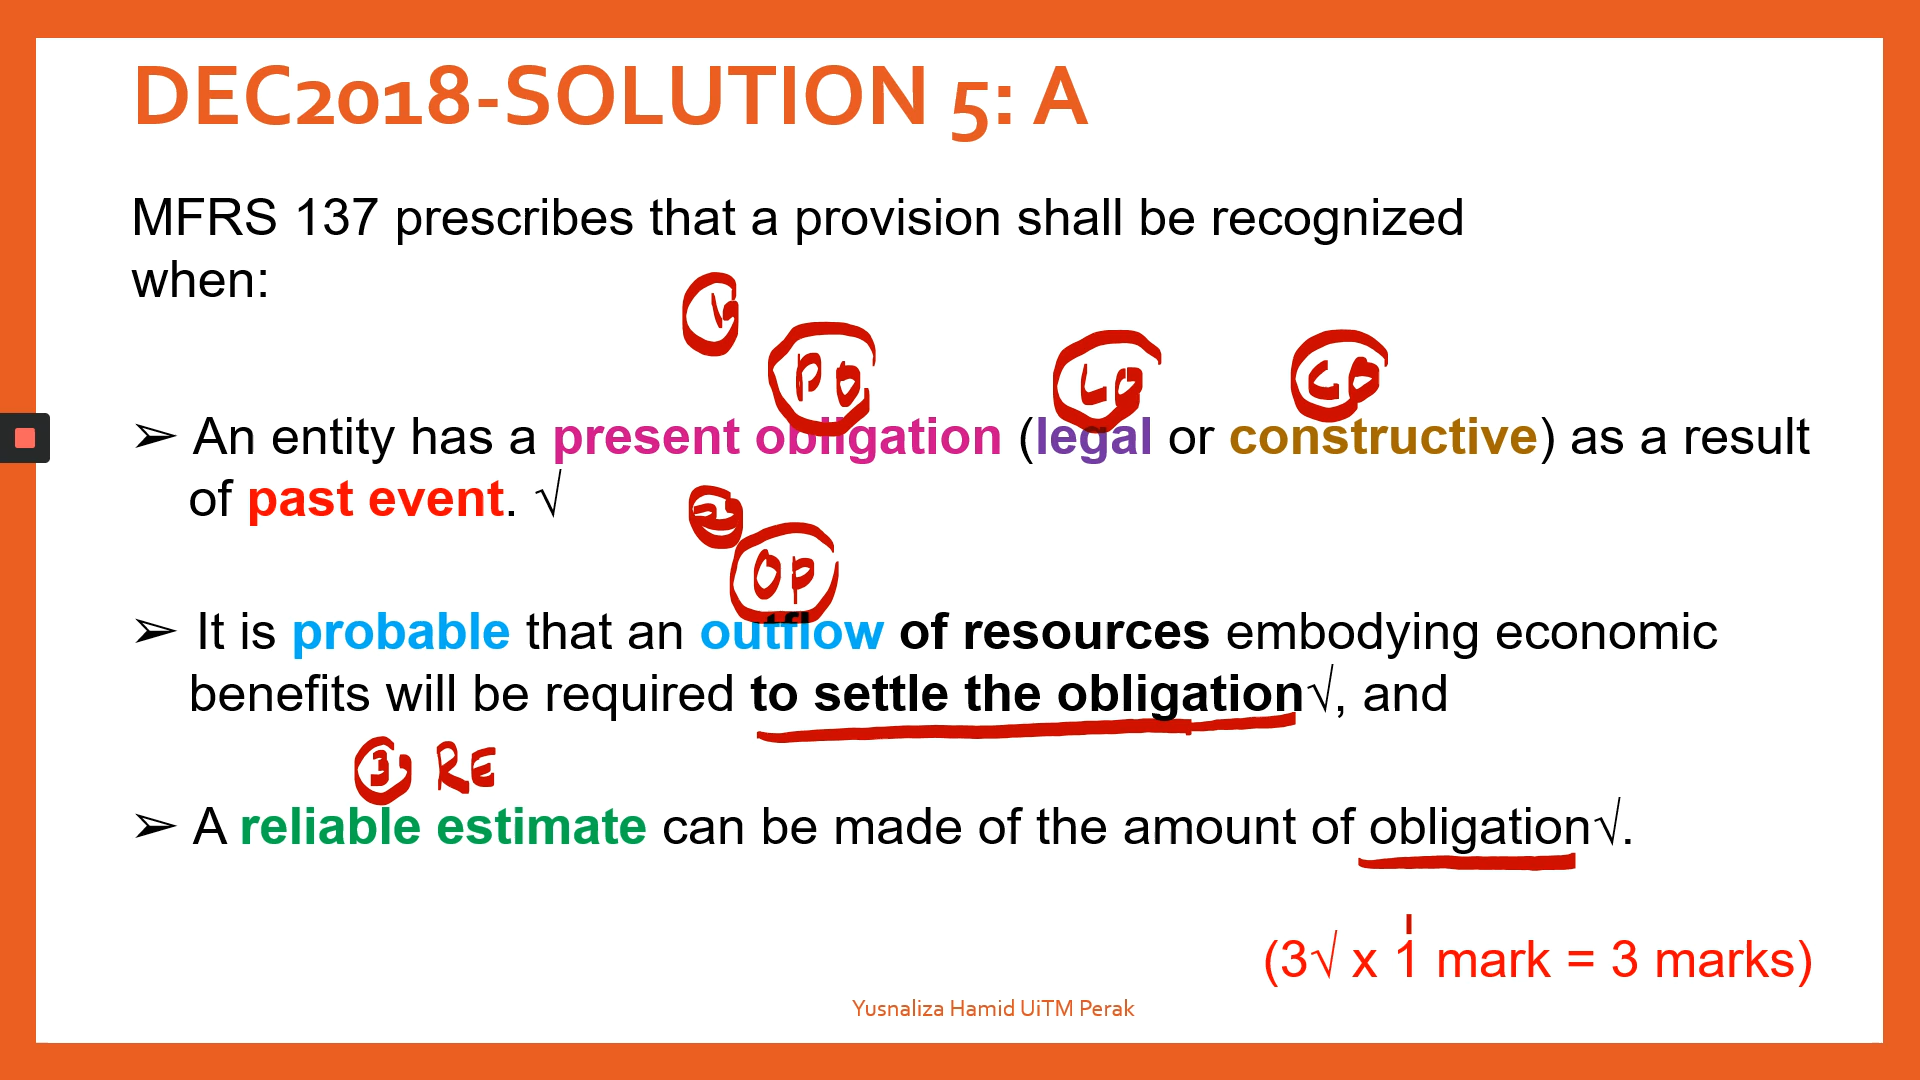 DEC2018-SOLUTION 5: A
MFRS 137 prescribes that a provision shall be recognized
when:
1
PO LO CO
➢ An entity has a present obligation (legal or constructive) as a result
of past event. √
2
OP
➢ It is probable that an outflow of resources embodying economic
benefits will be required to settle the obligation√, and
3 RE
➢ A reliable estimate can be made of the amount of obligation√.
(3√ x 1 mark = 3 marks)
Yusnaliza Hamid UiTM Perak